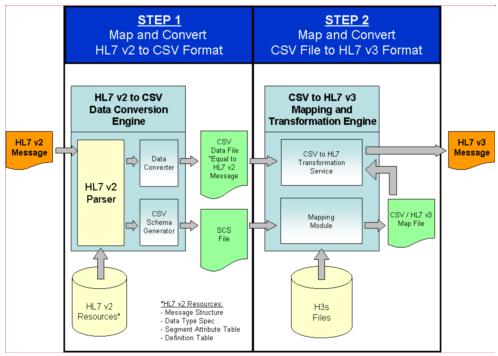 STEP 1
Map and Convert
HL7 v2 to CSV Format
STEP 2
Map and Convert
CSV File to HL7 v3 Format
HL7 v2
Message
HL7 v2 to CSV
Data Conversion
Engine
HL7 v2
Parser
Data
Converter
CSV
Schema
Generator
CSV
Data File
*Equal to
HL7 v2
Message
SCS
File
HL7 v2
Resources*
*HL7 v2 Resources:
- Message Structure
- Data Type Spec
- Segment Attribute Table
- Definition Table
CSV to HL7 v3
Mapping and
Transformation Engine
CSV to HL7
Transformation
Service
Mapping
Module
H3s
Files
HL7 v3
Message
CSV / HL7 v3
Map File